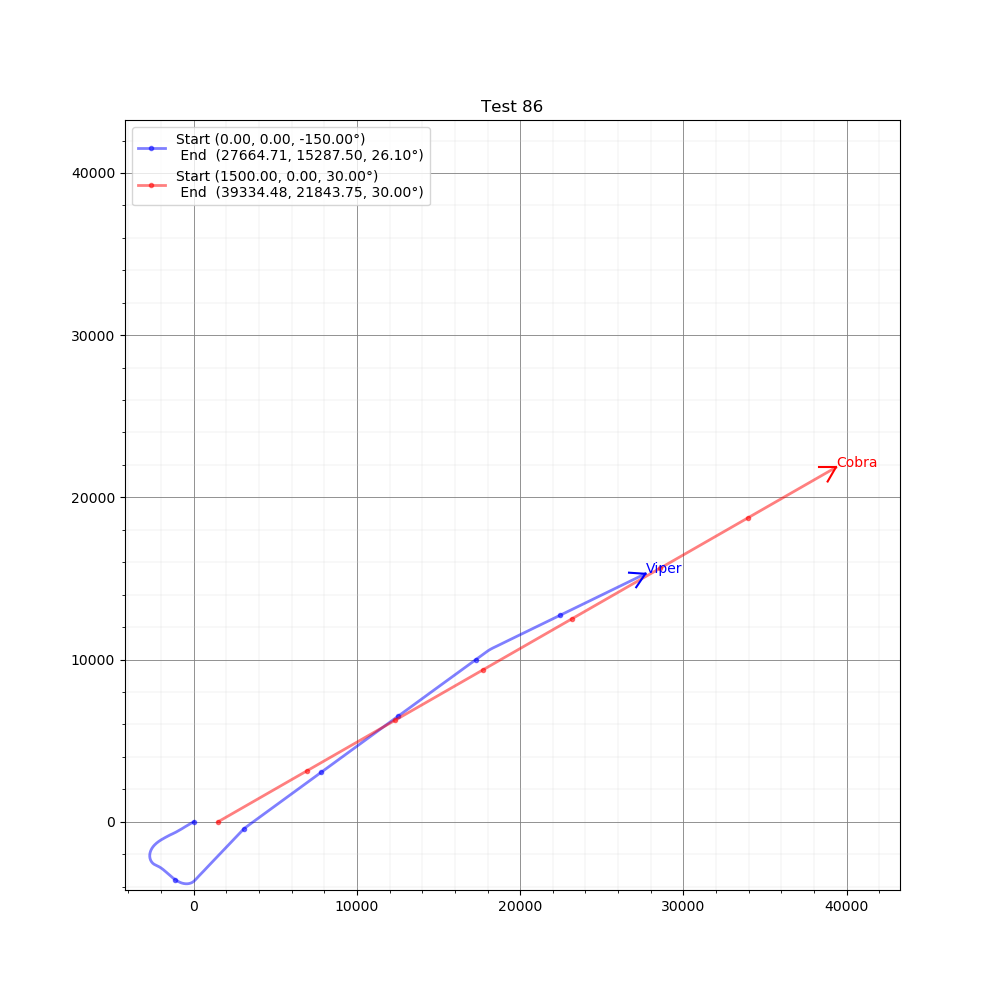 Test 86
Start (0.00, 0.00, -150.00°)
End (27664.71, 15287.50, 26.10°)
Start (1500.00, 0.00, 30.00°)
End (39334.48, 21843.75, 30.00°)
40000
30000
20000
10000
0
Cobra
Viper
0
10000
20000
30000
40000